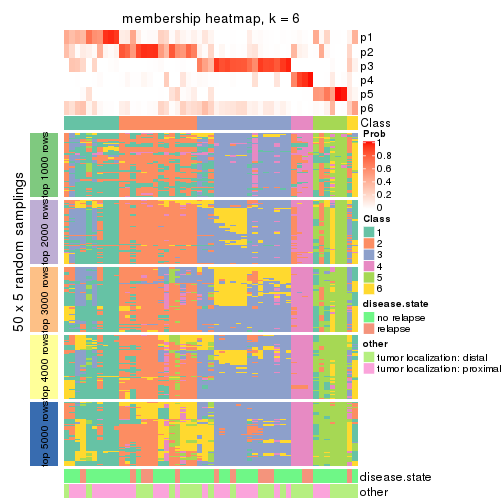 membership heatmap, k = 6
p1
p2
p3
p4
p5
p6
Class
50 x 5 random samplings
top 1000 rows
top 2000 rows
top 3000 rows
top 4000 rows
top 5000 rows
disease.state
other
Prob
1
0.8
0.6
0.4
0.2
0
Class
1
2
3
4
5
6
disease.state
no relapse
relapse
other
tumor localization: distal
tumor localization: proximal